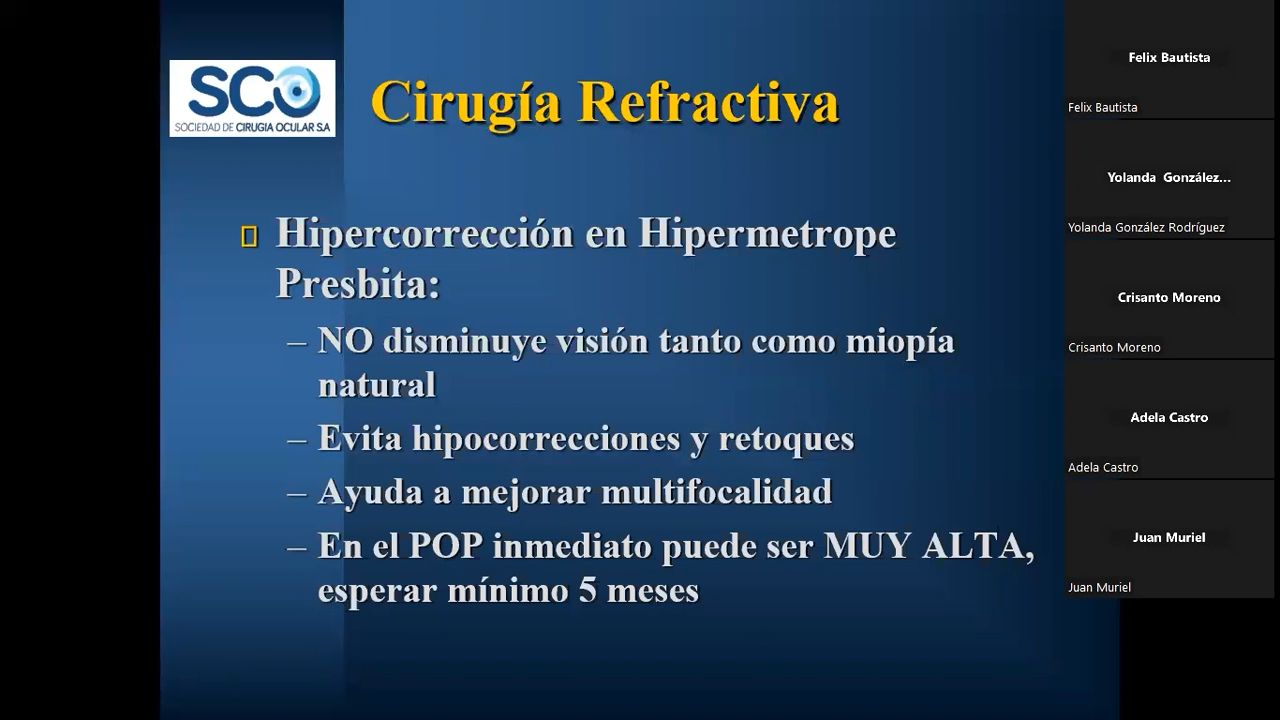 SCO
SOCIEDAD DE CIRUGIA OCULAR S.A
Cirugía Refractiva
Hipercorrección en Hipermetrope
Presbita:
– NO disminuye visión tanto como miopía
natural
– Evita hipocorrecciones y retoques
– Ayuda a mejorar multifocalidad
– En el POP inmediato puede ser MUY ALTA,
esperar mínimo 5 meses
Felix Bautista
Felix Bautista
Yolanda González...
Yolanda González Rodríguez
Crisanto Moreno
Crisanto Moreno
Adela Castro
Adela Castro
Juan Muriel
Juan Muriel